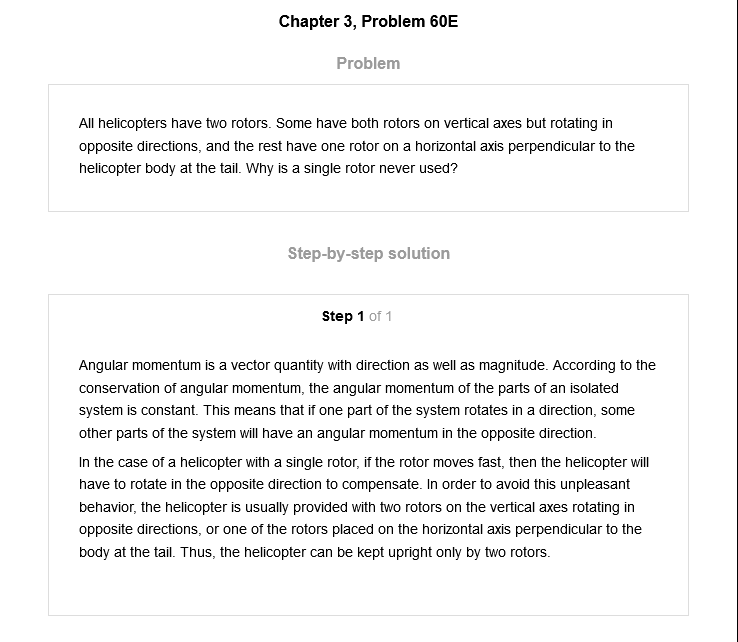 Chapter 3, Problem 60E
Problem
All helicopters have two rotors. Some have both rotors on vertical axes but rotating in
opposite directions, and the rest have one rotor on a horizontal axis perpendicular to the
helicopter body at the tail. Why is a single rotor never used?
Step-by-step solution
Step 1 of 1
Angular momentum is a vector quantity with direction as well as magnitude. According to the
conservation of angular momentum, the angular momentum of the parts of an isolated
system is constant. This means that if one part of the system rotates in a direction, some
other parts of the system will have an angular momentum in the opposite direction.
In the case of a helicopter with a single rotor, if the rotor moves fast, then the helicopter will
have to rotate in the opposite direction to compensate. In order to avoid this unpleasant
behavior, the helicopter is usually provided with two rotors on the vertical axes rotating in
opposite directions, or one of the rotors placed on the horizontal axis perpendicular to the
body at the tail. Thus, the helicopter can be kept upright only by two rotors.